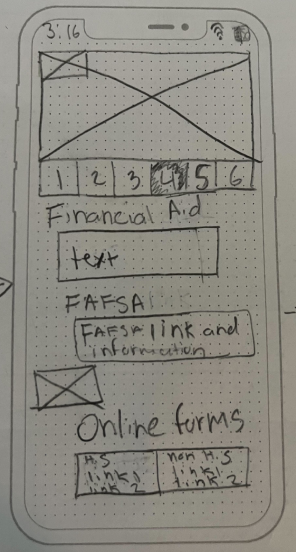 3:16
1 2 3 4 5 6
Financial Aid
text
FAFSA
FAFSA link and
information
Online forms
H.S non H.S
link 1 link 1
link 2 link 2